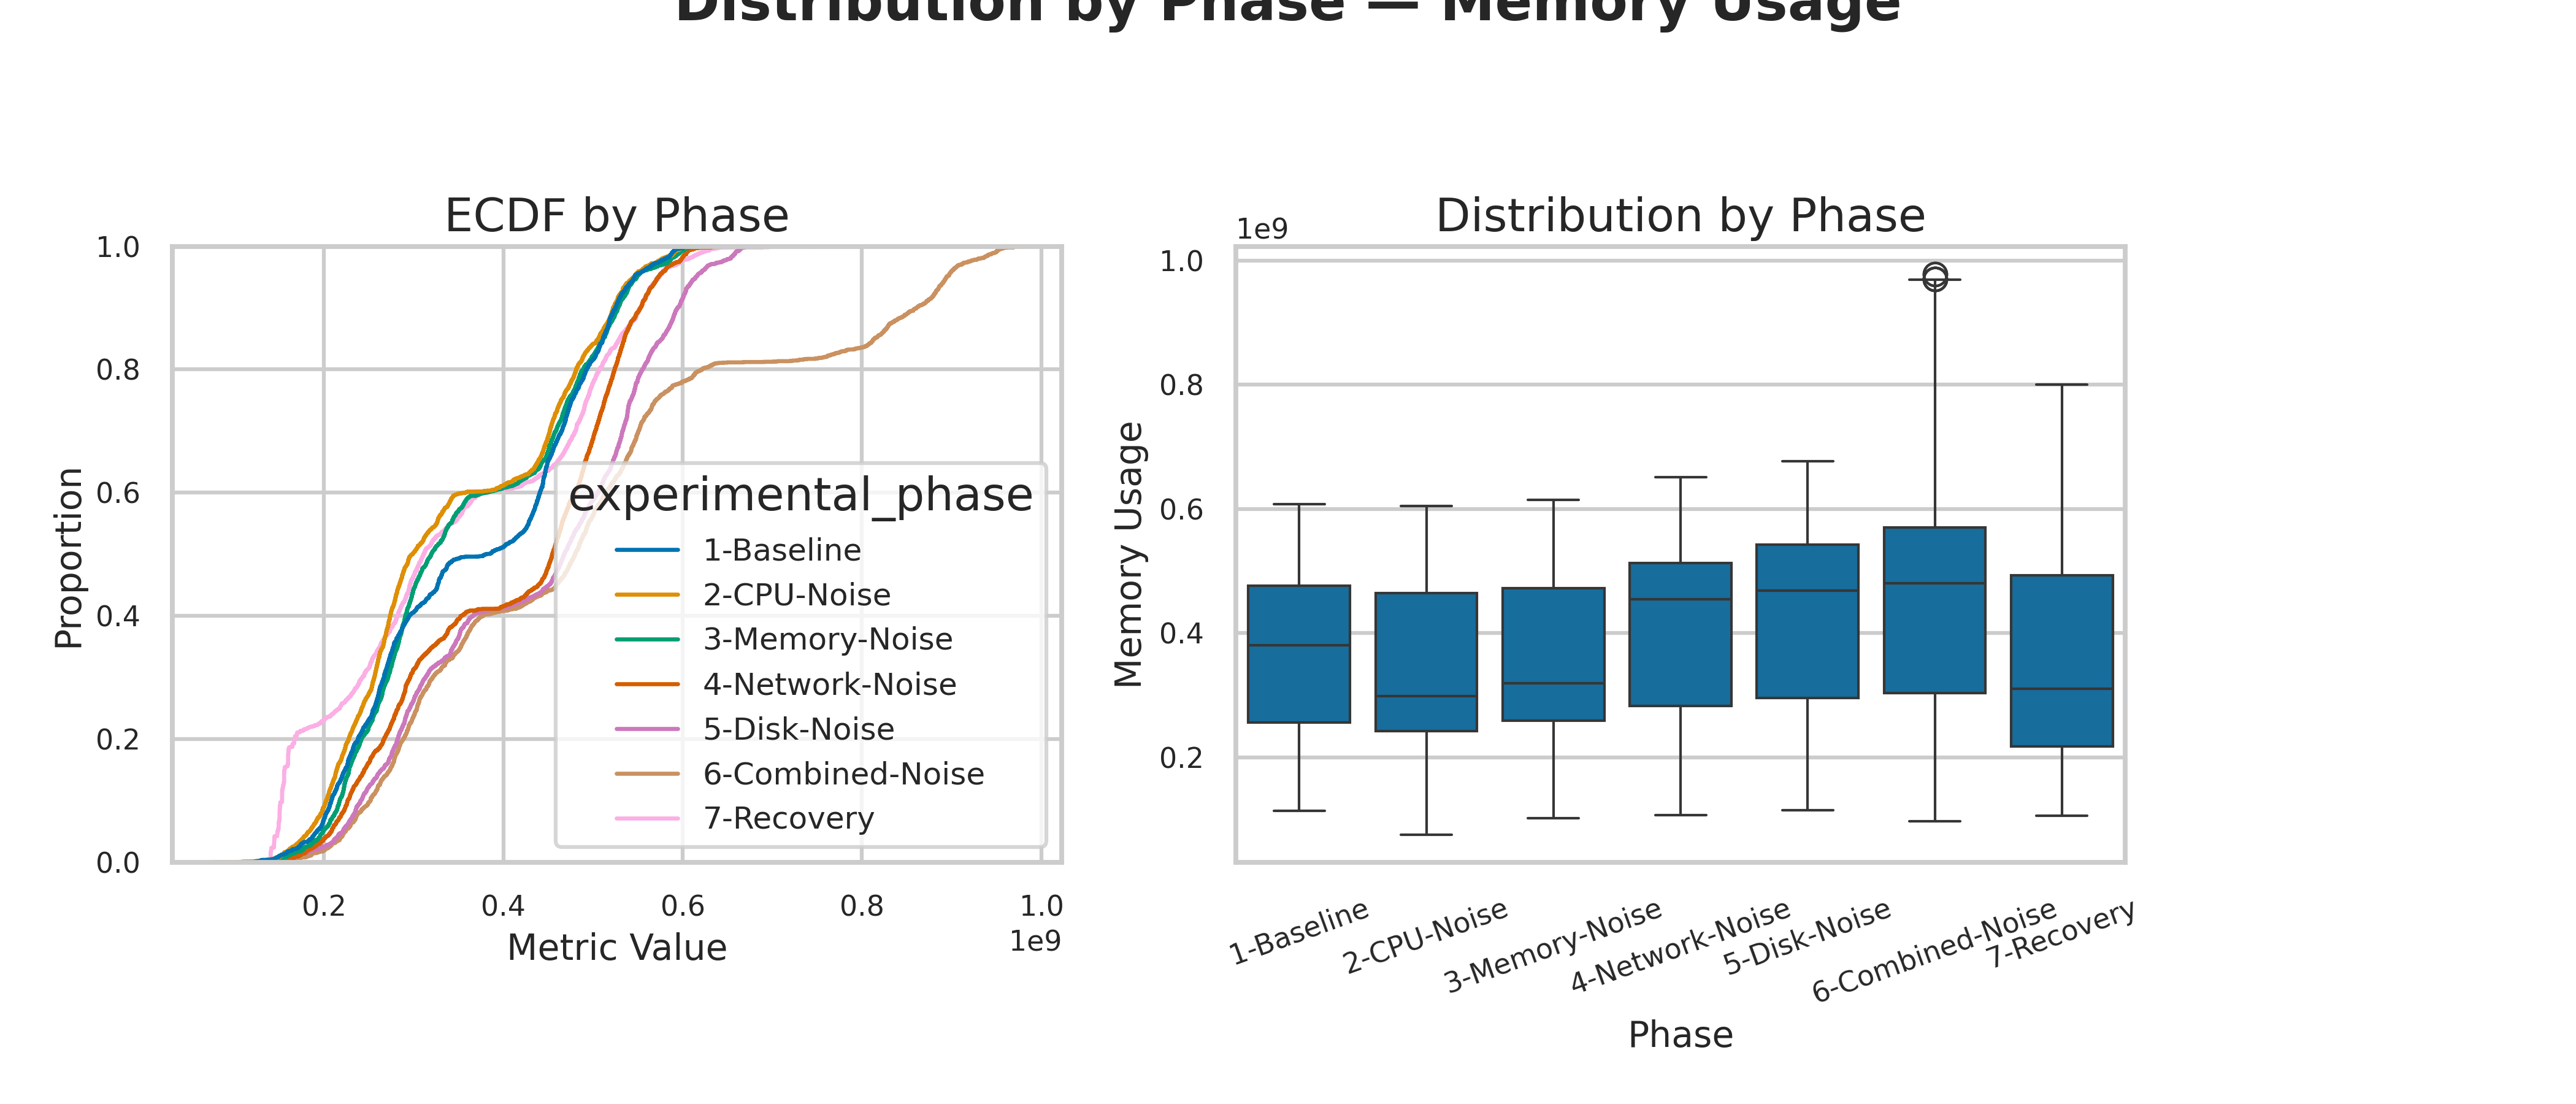 Distribution by Phase — Memory Usage
ECDF by Phase
1.0
0.8
0.6
0.4
0.2
0.0
Proportion
0.2 0.4 0.6 0.8 1.0
1e9
Metric Value
experimental_phase
1-Baseline
2-CPU-Noise
3-Memory-Noise
4-Network-Noise
5-Disk-Noise
6-Combined-Noise
7-Recovery
Distribution by Phase
1e9
1.0
0.8
0.6
0.4
0.2
Memory Usage
1-Baseline
2-CPU-Noise
3-Memory-Noise
4-Network-Noise
5-Disk-Noise
6-Combined-Noise
7-Recovery
Phase